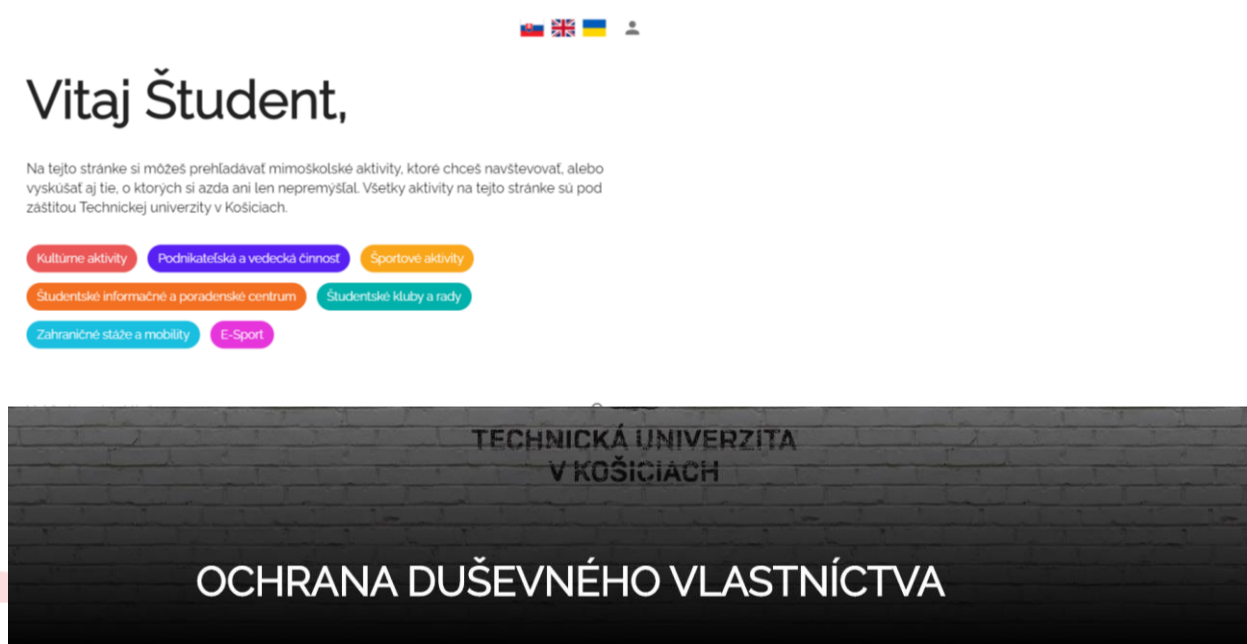 Vitaj Študent,
Na tejto stránke si môžeš prehľadávať mimoškolské aktivity, ktoré chceš navštevovať, alebo
vyskúšať aj tie, o ktorých si azda ani len nepremýšľal. Všetky aktivity na tejto stránke sú pod
záštitou Technickej univerzity v Košiciach.
Kultúrne aktivity Podnikateľská a vedecká činnosť Športové aktivity
Študentské informačné a poradenské centrum Študentské kluby a rady
Zahraničné stáže a mobility E-Sport
TECHNICKÁ UNIVERZITA
V KOŠICIACH
OCHRANA DUŠEVNÉHO VLASTNÍCTVA